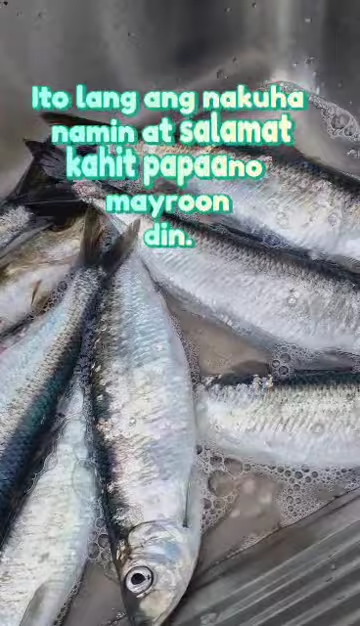 Ito lang ang nakuha
namin at salamat
kahit papaano
mayroon
din.